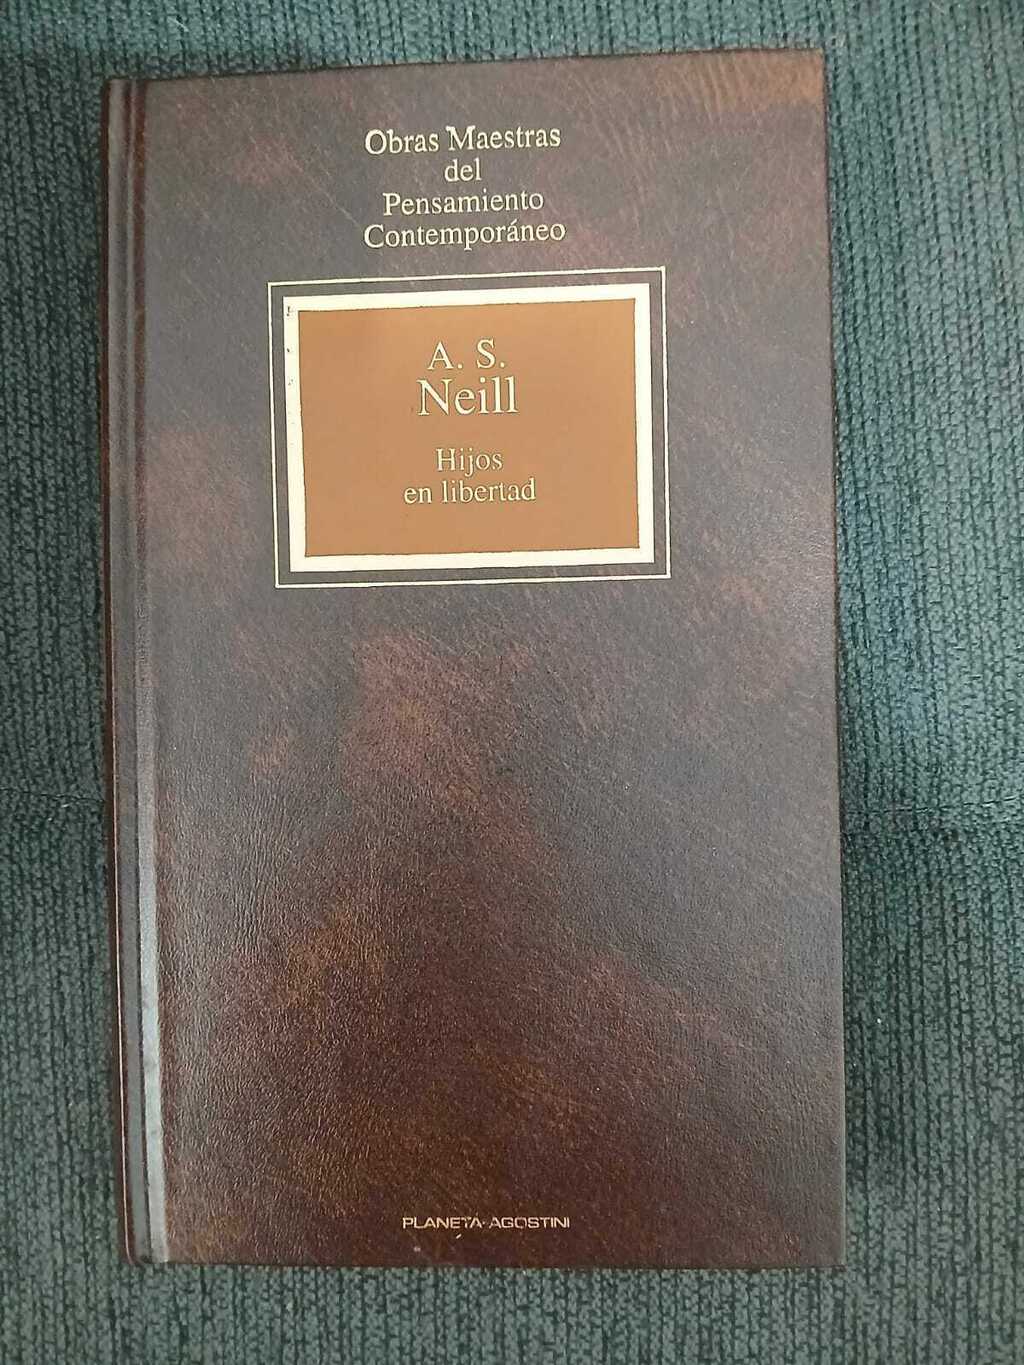 Obras Maestras
del
Pensamiento
Contemporáneo
A. S.
Neill
Hijos
en libertad
PLANETA-AGOSTINI